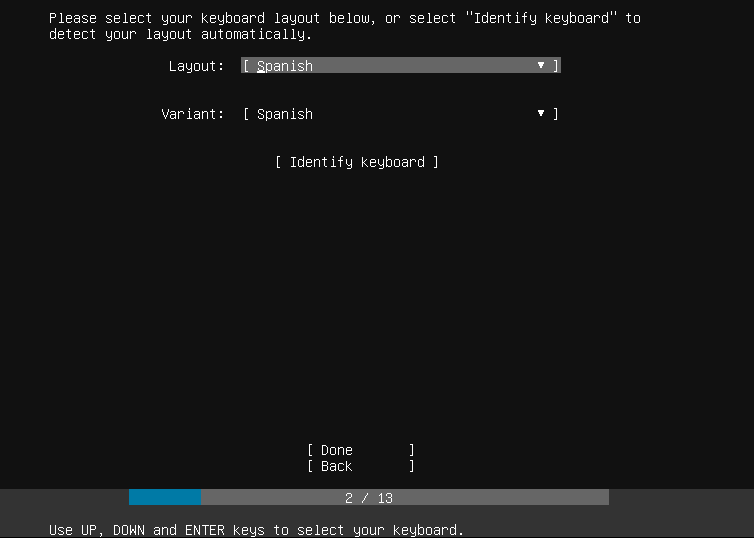 Please select your keyboard layout below, or select "Identify keyboard" to
detect your layout automatically.
Layout: [ Spanish ▼ ]
Variant: [ Spanish ▼ ]
[ Identify keyboard ]
[ Done ]
[ Back ]
2 / 13
Use UP, DOWN and ENTER keys to select your keyboard.